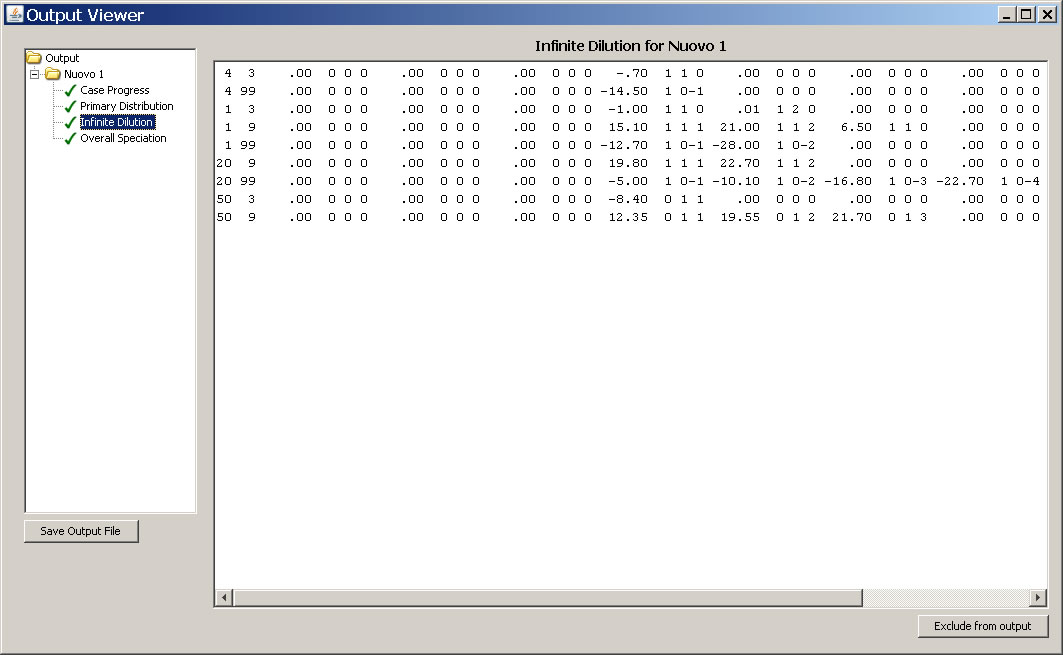 Output Viewer
Output
Nuovo 1
Case Progress
Primary Distribution
Infinite Dilution
Overall Speciation
Save Output File
Infinite Dilution for Nuovo 1
4 3 .00 0 0 0 .00 0 0 0 .00 0 0 0 -.70 1 1 0 .00 0 0 0 .00 0 0 0 .00 0 0 0
4 99 .00 0 0 0 .00 0 0 0 .00 0 0 0 -14.50 1 0-1 .00 0 0 0 .00 0 0 0 .00 0 0 0
1 3 .00 0 0 0 .00 0 0 0 .00 0 0 0 -1.00 1 1 0 .01 1 2 0 .00 0 0 0 .00 0 0 0
1 9 .00 0 0 0 .00 0 0 0 .00 0 0 0 15.10 1 1 1 21.00 1 1 2 6.50 1 1 0 .00 0 0 0
1 99 .00 0 0 0 .00 0 0 0 .00 0 0 0 -12.70 1 0-1 -28.00 1 0-2 .00 0 0 0 .00 0 0 0
20 9 .00 0 0 0 .00 0 0 0 .00 0 0 0 19.80 1 1 1 22.70 1 1 2 .00 0 0 0 .00 0 0 0
20 99 .00 0 0 0 .00 0 0 0 .00 0 0 0 -5.00 1 0-1 -10.10 1 0-2 -16.80 1 0-3 -22.70 1 0-4
50 3 .00 0 0 0 .00 0 0 0 .00 0 0 0 -8.40 0 1 1 .00 0 0 0 .00 0 0 0 .00 0 0 0
50 9 .00 0 0 0 .00 0 0 0 .00 0 0 0 12.35 0 1 1 19.55 0 1 2 21.70 0 1 3 .00 0 0 0
Exclude from output